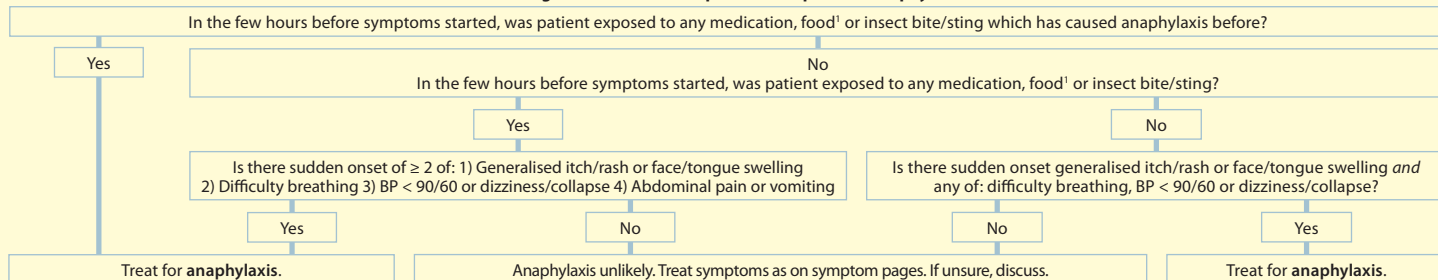 In the few hours before symptoms started, was patient exposed to any medication, food¹ or insect bite/sting which has caused anaphylaxis before?
Yes
No
In the few hours before symptoms started, was patient exposed to any medication, food¹ or insect bite/sting?
Yes
No
Is there sudden onset of ≥ 2 of: 1) Generalised itch/rash or face/tongue swelling
2) Difficulty breathing 3) BP < 90/60 or dizziness/collapse 4) Abdominal pain or vomiting
Is there sudden onset generalised itch/rash or face/tongue swelling and
any of: difficulty breathing, BP < 90/60 or dizziness/collapse?
Yes
No
No
Yes
Treat for anaphylaxis.
Anaphylaxis unlikely. Treat symptoms as on symptom pages. If unsure, discuss.
Treat for anaphylaxis.